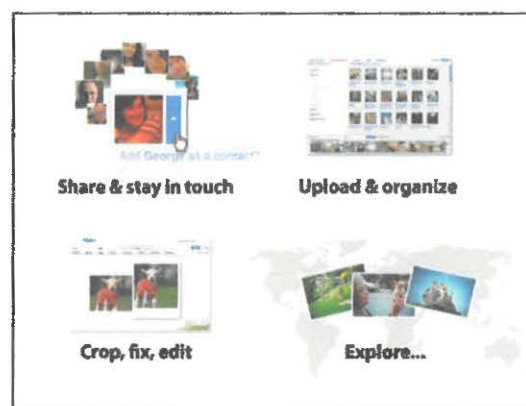 Add George as a contact?
Share & stay in touch
Upload & organize
Crop, fix, edit
Explore...